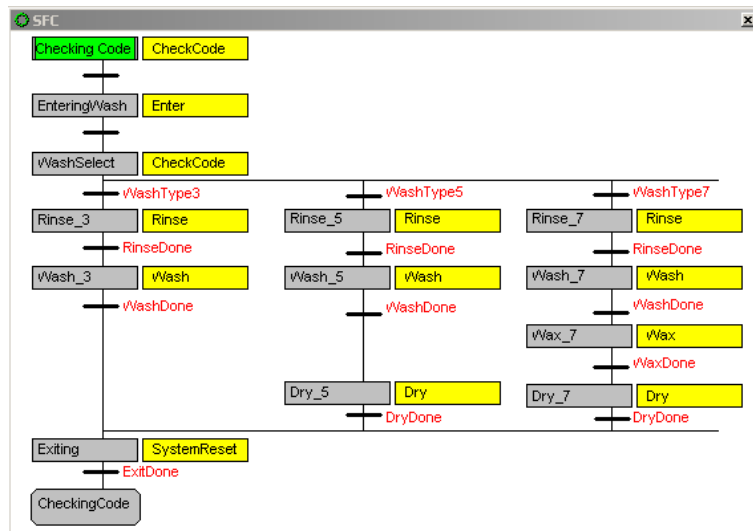 SFC
Checking Code CheckCode
EnteringWash Enter
WashSelect CheckCode
WashType3 WashType5 WashType7
Rinse_3 Rinse Rinse_5 Rinse Rinse_7 Rinse
RinseDone RinseDone RinseDone
Wash_3 Wash Wash_5 Wash Wash_7 Wash
WashDone WashDone WashDone
Wax_7 Wax
WaxDone
Dry_5 Dry Dry_7 Dry
DryDone DryDone
Exiting SystemReset
ExitDone
CheckingCode